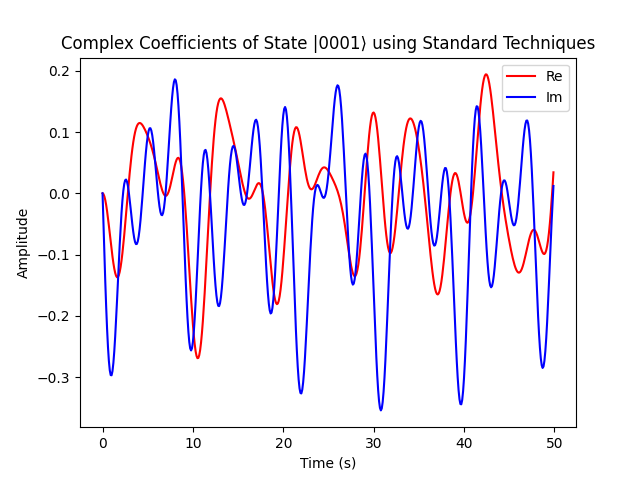 Complex Coefficients of State |0001⟩ using Standard Techniques
Re
Im
0.2
0.1
0.0
−0.1
−0.2
−0.3
Amplitude
0 10 20 30 40 50
Time (s)